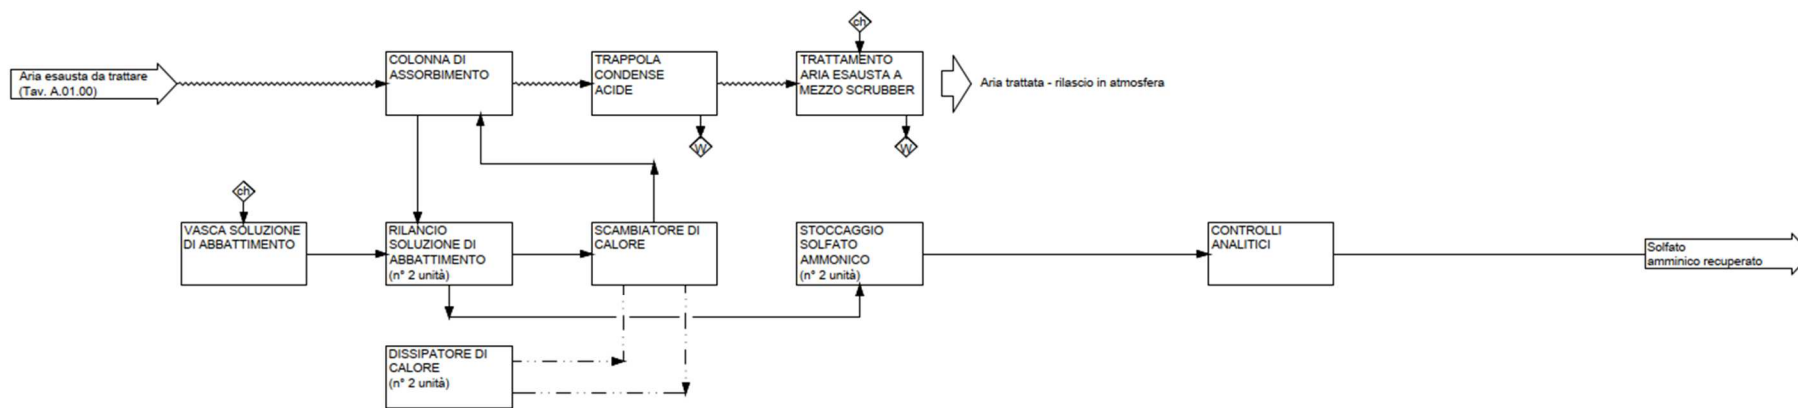 ch
Aria esausta da trattare
(Tav. A.01.00)
COLONNA DI
ASSORBIMENTO
TRAPPOLA
CONDENSE
ACIDE
TRATTAMENTO
ARIA ESAUSTA A
MEZZO SCRUBBER
Aria trattata - rilascio in atmosfera
W
W
ch
VASCA SOLUZIONE
DI ABBATTIMENTO
RILANCIO
SOLUZIONE DI
ABBATTIMENTO
(n° 2 unità)
SCAMBIATORE DI
CALORE
STOCCAGGIO
SOLFATO
AMMONICO
(n° 2 unità)
CONTROLLI
ANALITICI
Solfato
amminico recuperato
DISSIPATORE DI
CALORE
(n° 2 unità)